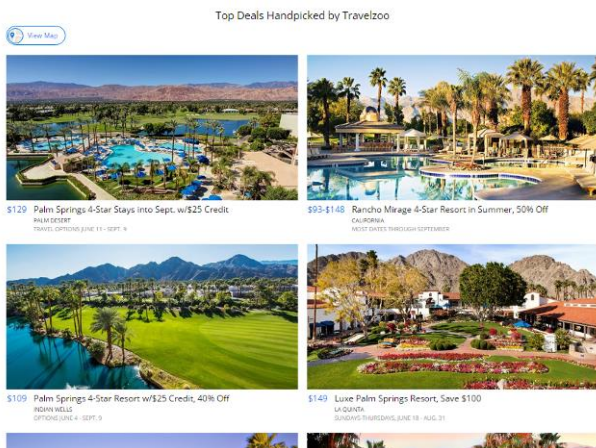 Top Deals Handpicked by Travelzoo
View Map
$129 Palm Springs 4-Star Stays into Sept. w/$25 Credit
PALM DESERT
TRAVEL OPTIONS JUNE 11 - SEPT. 9
$93-$148 Rancho Mirage 4-Star Resort in Summer, 50% Off
CALIFORNIA
MOST DATES THROUGH SEPTEMBER
$109 Palm Springs 4-Star Resort w/$25 Credit, 40% Off
INDIAN WELLS
OPTIONS JUNE 4 - SEPT. 9
$149 Luxe Palm Springs Resort, Save $100
LA QUINTA
SUNDAYS-THURSDAYS, JUNE 18 - AUG. 31